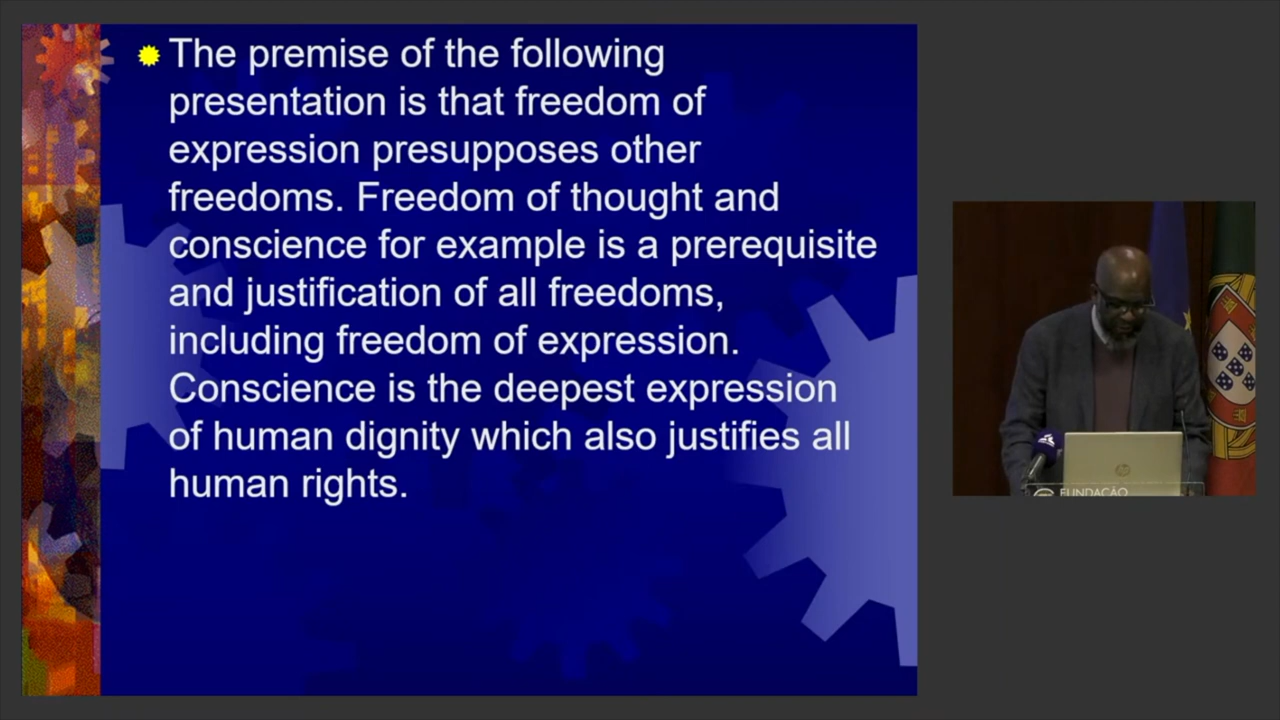 The premise of the following
presentation is that freedom of
expression presupposes other
freedoms. Freedom of thought and
conscience for example is a prerequisite
and justification of all freedoms,
including freedom of expression.
Conscience is the deepest expression
of human dignity which also justifies all
human rights.
FUNDAÇÃO